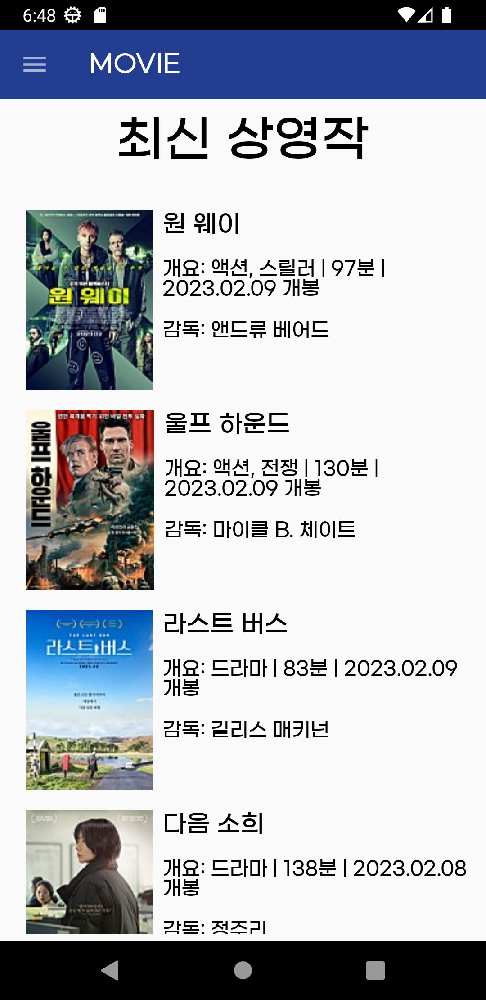 6:48
MOVIE
최신 상영작
원 웨이
원 웨이
개요: 액션, 스릴러 | 97분 |
2023.02.09 개봉
감독: 앤드류 베어드
울프 하운드
울프 하운드
개요: 액션, 전쟁 | 130분 |
2023.02.09 개봉
감독: 마이클 B. 체이트
THE LAST BUS
라스트 버스
라스트 버스
개요: 드라마 | 83분 | 2023.02.09
개봉
감독: 길리스 매키넌
다음 소희
개요: 드라마 | 138분 | 2023.02.08
개봉
감독: 정주리